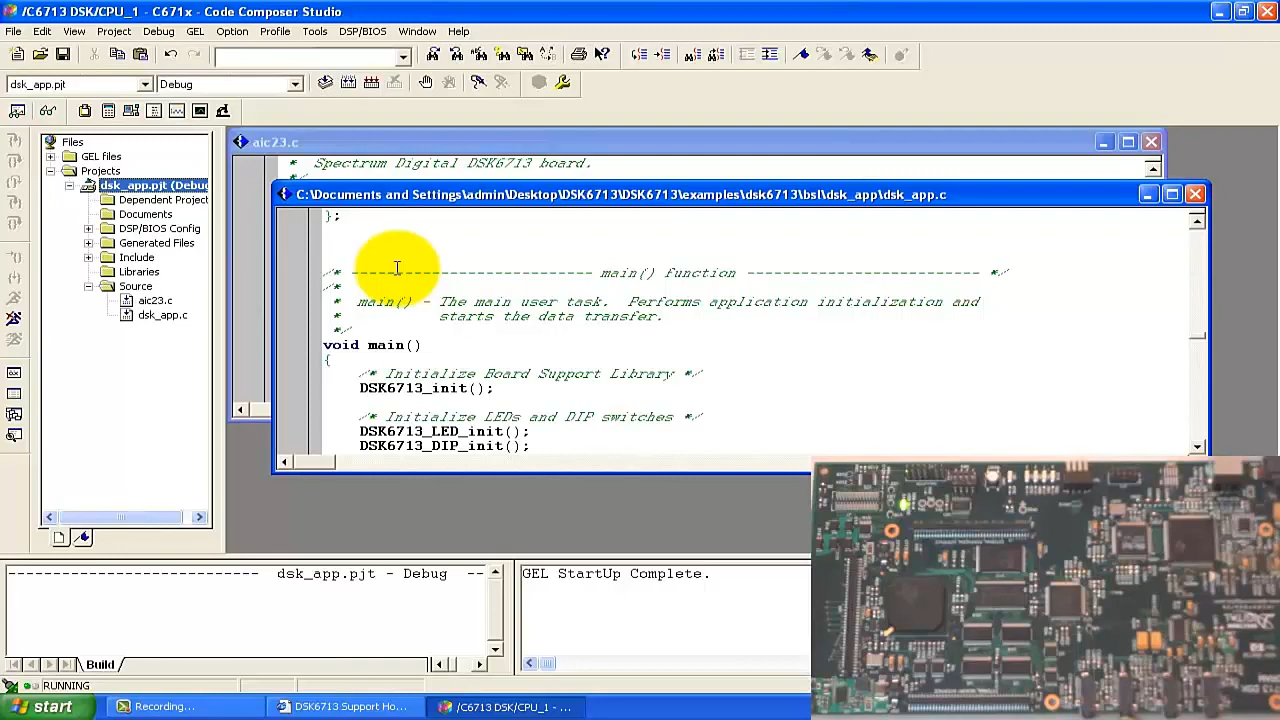 /C6713 DSK/CPU_1 - C671x - Code Composer Studio
File Edit View Project Debug GEL Option Profile Tools DSP/BIOS Window Help
dsk_app.pjt Debug
Files
GEL files
Projects
dsk_app.pjt (Debug
Dependent Project
Documents
DSP/BIOS Config
Generated Files
Include
Libraries
Source
aic23.c
dsk_app.c
aic23.c
* Spectrum Digital DSK6713 board.
C:\Documents and Settings\admin\Desktop\DSK6713\DSK6713\examples\dsk6713\bsl\dsk_app\dsk_app.c
};
/* --------------------------- main() function -------------------------- */
/*
* main() - The main user task. Performs application initialization and
* starts the data transfer.
*/
void main()
{
/* Initialize Board Support Library */
DSK6713_init();
/* Initialize LEDs and DIP switches */
DSK6713_LED_init();
DSK6713_DIP_init();
---------------------------- dsk_app.pjt - Debug --
Build
GEL StartUp Complete.
RUNNING
start Recording... DSK6713 Support Ho... /C6713 DSK/CPU_1 - ...